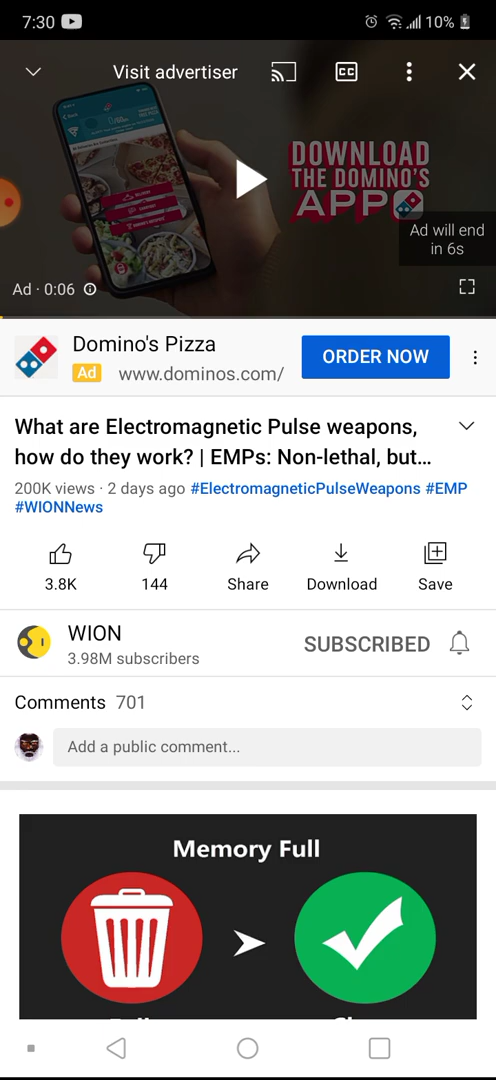 7:30
10%
Visit advertiser
CC
DOWNLOAD
THE DOMINO'S
APP
Ad will end
in 6s
Ad · 0:06
Domino's Pizza
ORDER NOW
Ad www.dominos.com/
What are Electromagnetic Pulse weapons,
how do they work? | EMPs: Non-lethal, but...
200K views · 2 days ago #ElectromagneticPulseWeapons #EMP
#WIONNews
3.8K
144
Share
Download
Save
WION
3.98M subscribers
SUBSCRIBED
Comments 701
Add a public comment...
Memory Full